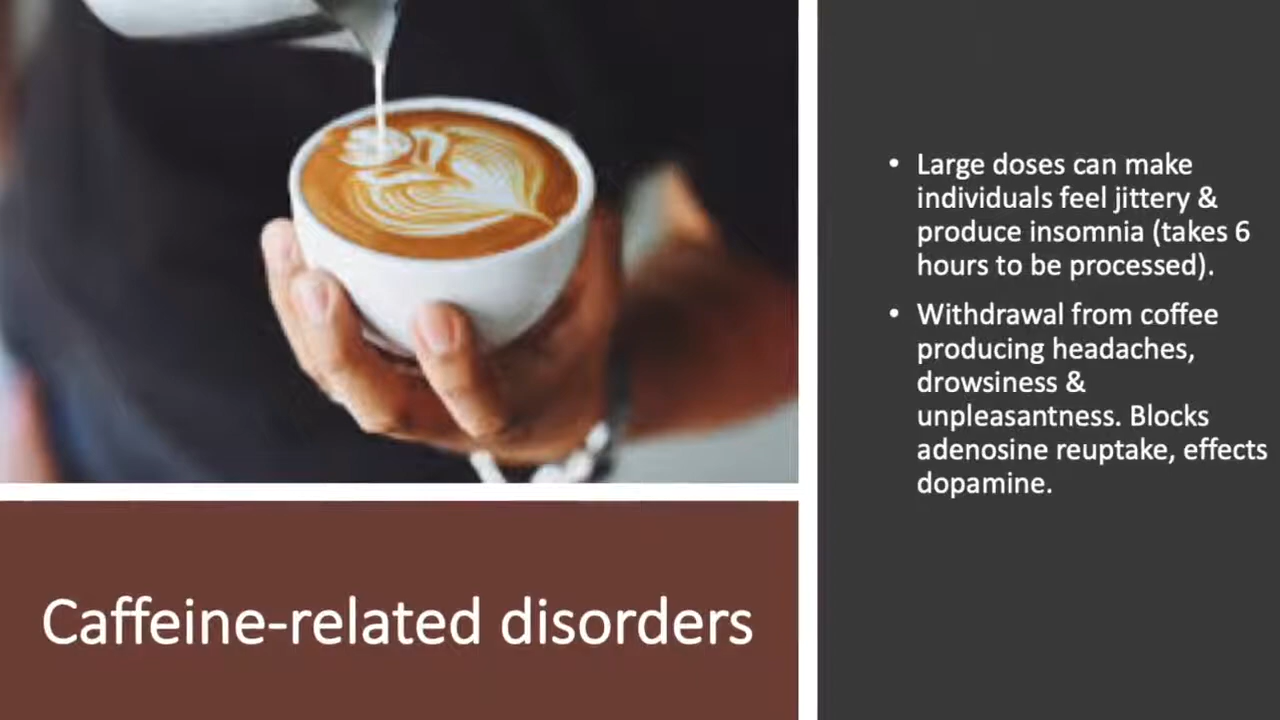 • Large doses can make
individuals feel jittery &
produce insomnia (takes 6
hours to be processed).
• Withdrawal from coffee
producing headaches,
drowsiness &
unpleasantness. Blocks
adenosine reuptake, effects
dopamine.
Caffeine-related disorders